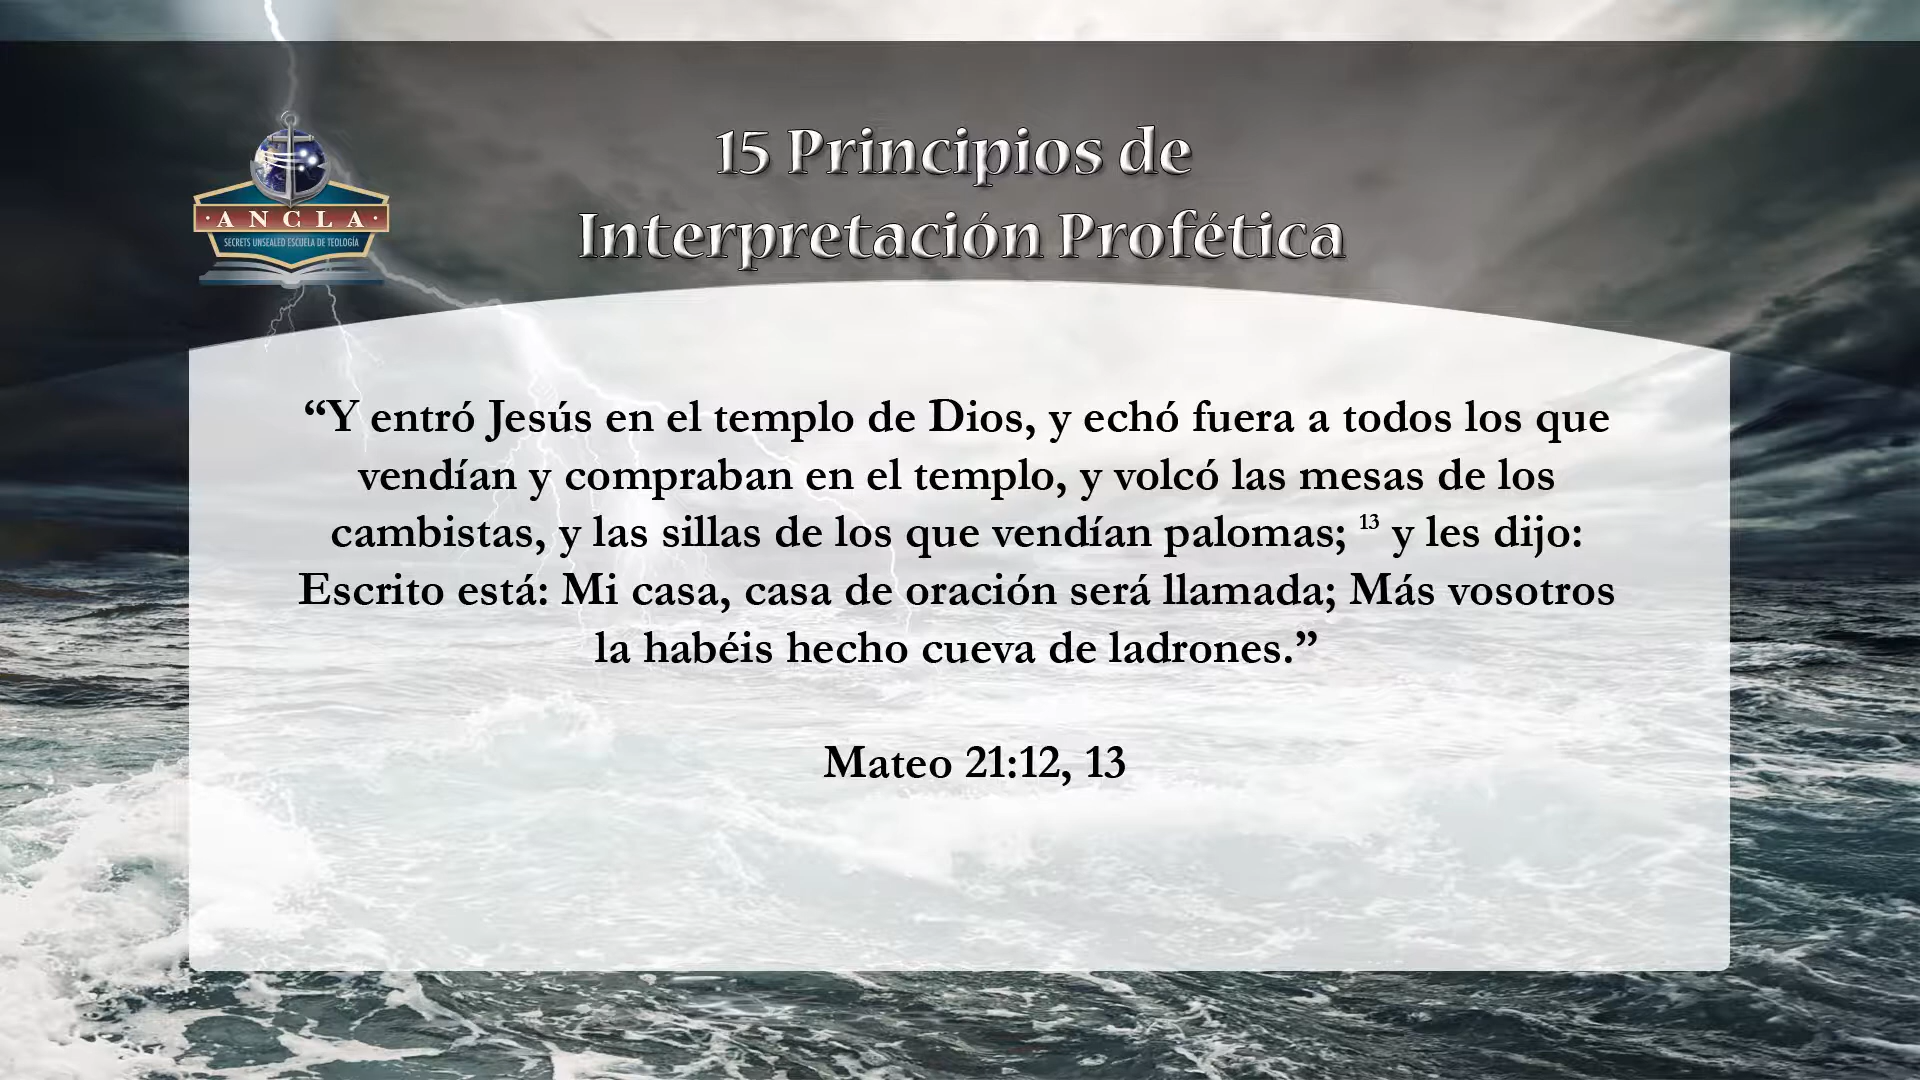 15 Principios de
Interpretación Profética
· A N C L A ·
SECRETS UNSEALED ESCUELA DE TEOLOGÍA
“Y entró Jesús en el templo de Dios, y echó fuera a todos los que
vendían y compraban en el templo, y volcó las mesas de los
cambistas, y las sillas de los que vendían palomas; ¹³ y les dijo:
Escrito está: Mi casa, casa de oración será llamada; Más vosotros
la habéis hecho cueva de ladrones.”
Mateo 21:12, 13